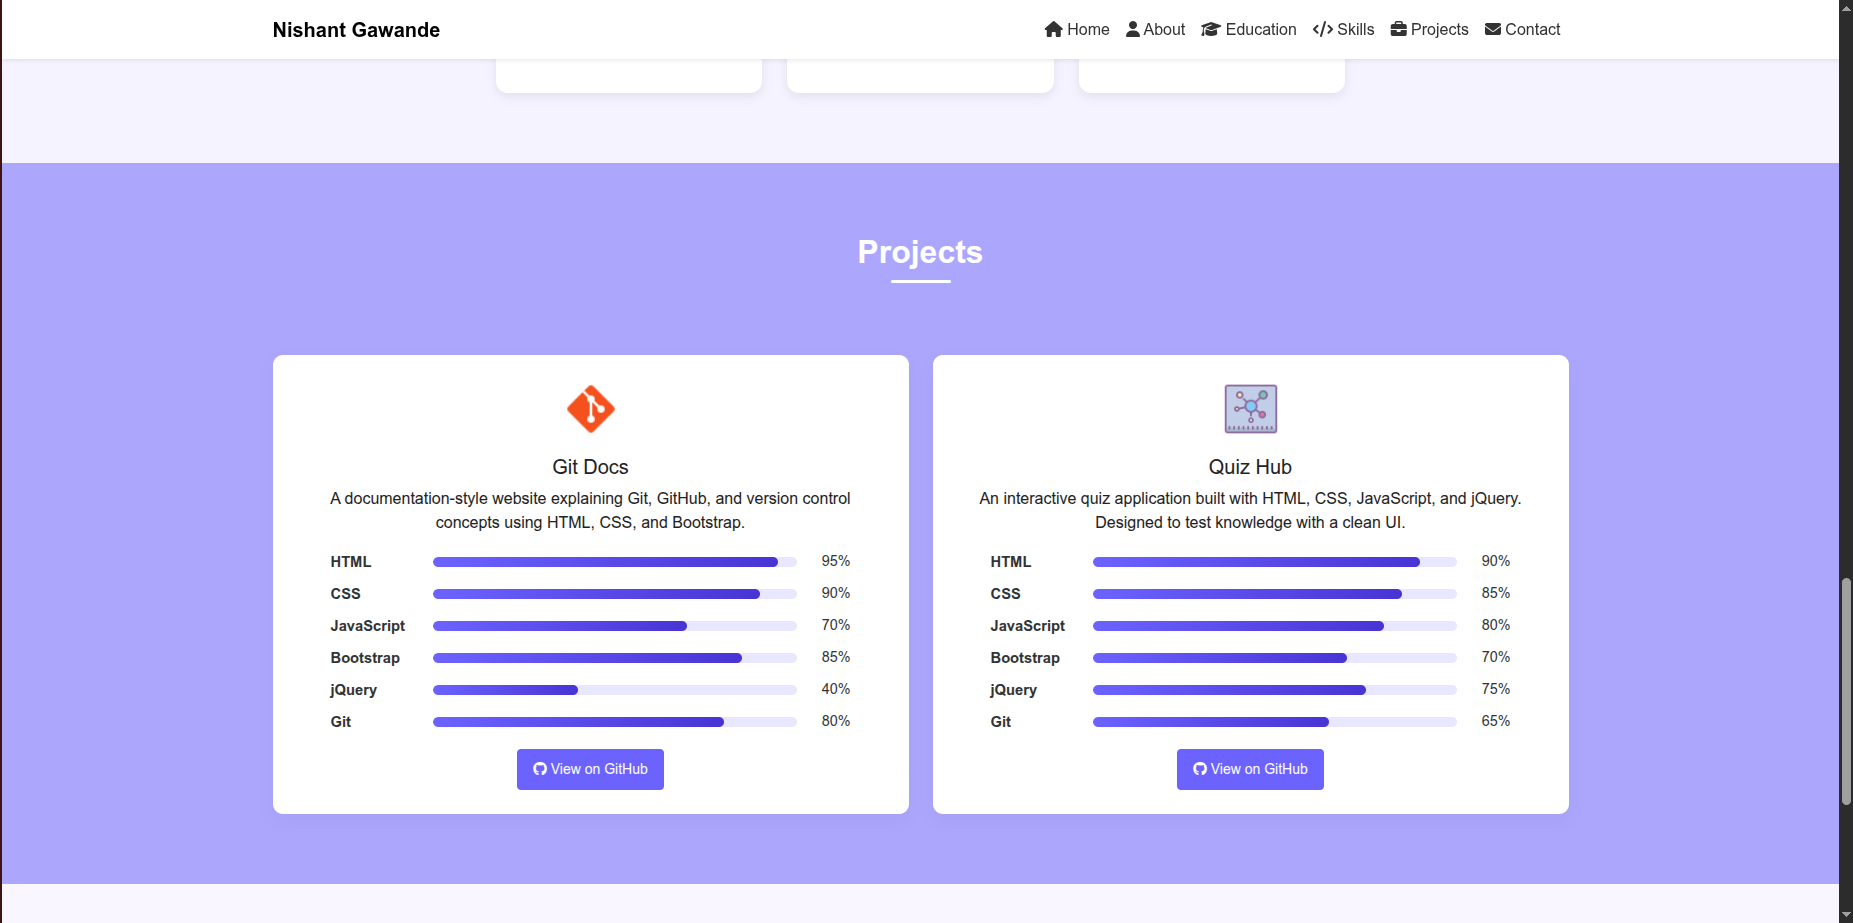 Nishant Gawande
Home About Education Skills Projects Contact
Projects
Git Docs
A documentation-style website explaining Git, GitHub, and version control
concepts using HTML, CSS, and Bootstrap.
HTML 95%
CSS 90%
JavaScript 70%
Bootstrap 85%
jQuery 40%
Git 80%
View on GitHub
Quiz Hub
An interactive quiz application built with HTML, CSS, JavaScript, and jQuery.
Designed to test knowledge with a clean UI.
HTML 90%
CSS 85%
JavaScript 80%
Bootstrap 70%
jQuery 75%
Git 65%
View on GitHub